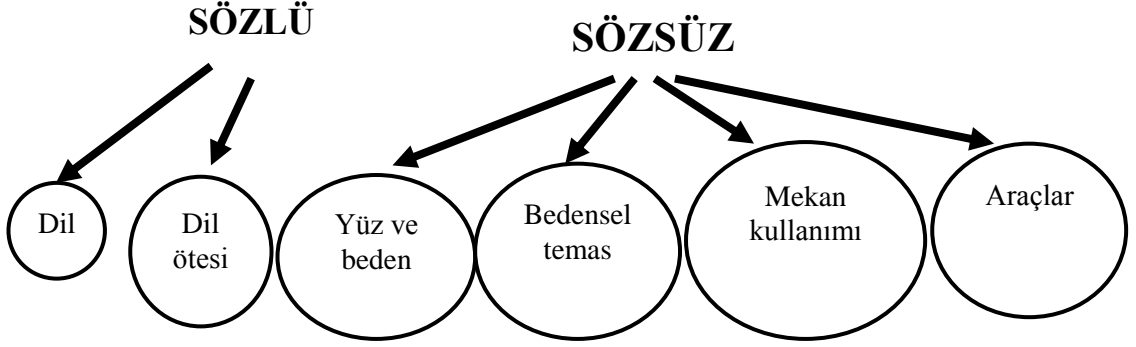 SÖZLÜ
SÖZSÜZ
Dil
Dil
ötesi
Yüz ve
beden
Bedensel
temas
Mekan
kullanımı
Araçlar